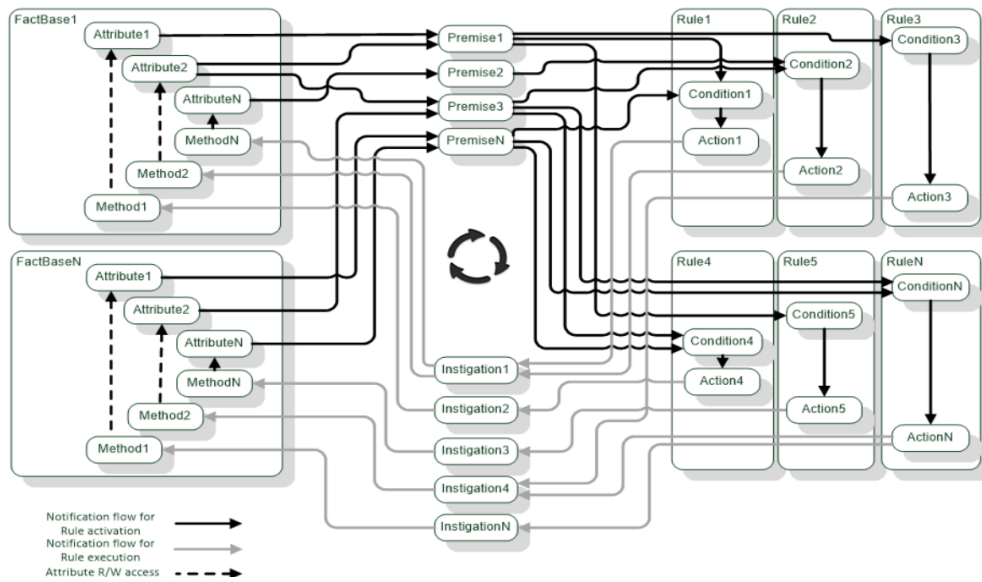 FactBase1
Attribute1
Attribute2
AttributeN
MethodN
Method2
Method1
FactBaseN
Attribute1
Attribute2
AttributeN
MethodN
Method2
Method1
Premise1
Premise2
Premise3
PremiseN
Instigation1
Instigation2
Instigation3
Instigation4
InstigationN
Rule1
Condition1
Action1
Rule2
Condition2
Action2
Rule3
Condition3
Action3
Rule4
Condition4
Action4
Rule5
Condition5
Action5
RuleN
ConditionN
ActionN
Notification flow for
Rule activation
Notification flow for
Rule execution
Attribute R/W access